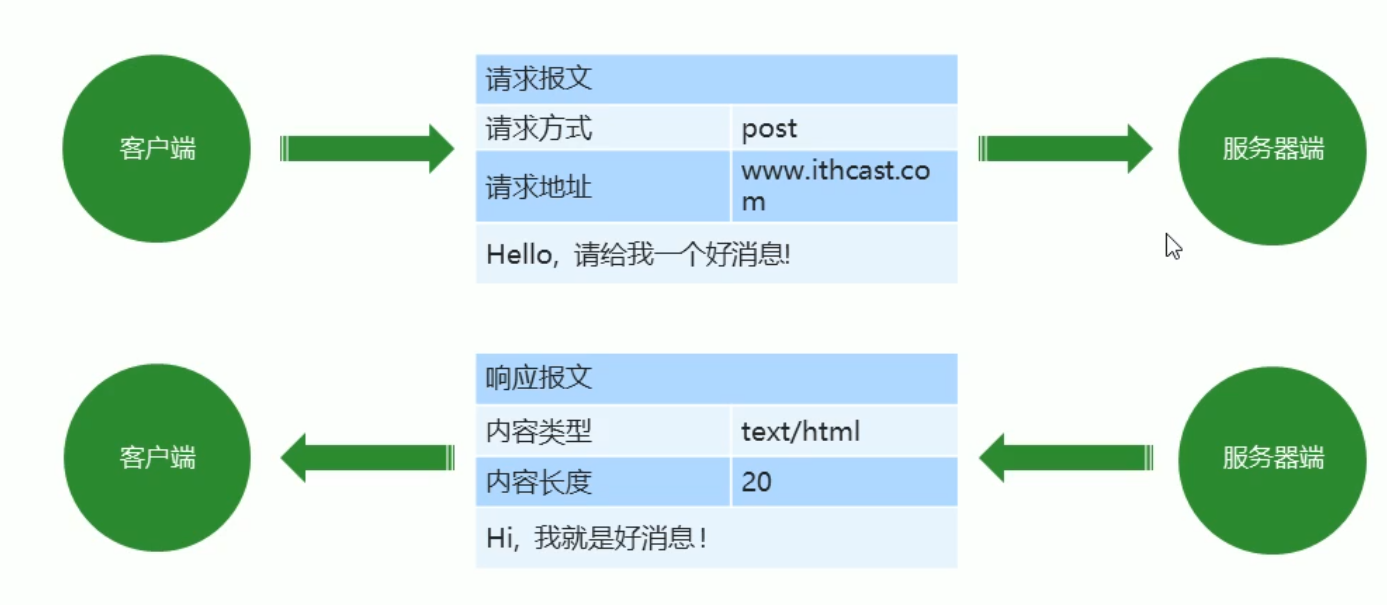 客户端
请求报文
请求方式 post
请求地址 www.ithcast.co
m
Hello, 请给我一个好消息!
服务器端
客户端
响应报文
内容类型 text/html
内容长度 20
Hi, 我就是好消息!
服务器端